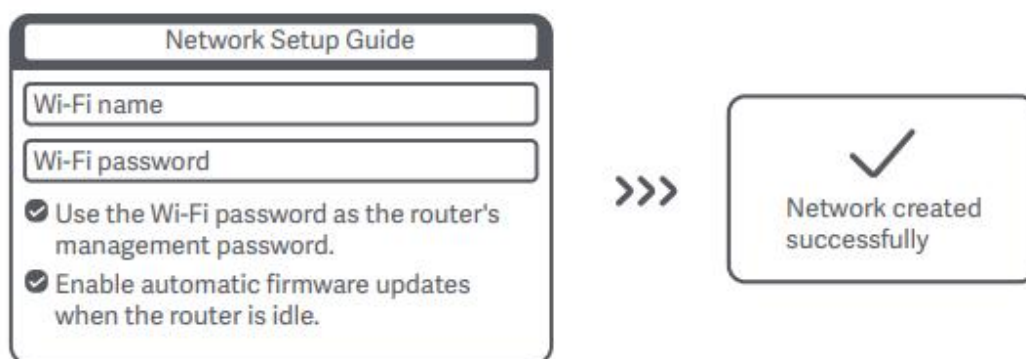 Network Setup Guide
Wi-Fi name
Wi-Fi password
Use the Wi-Fi password as the router's
management password.
Enable automatic firmware updates
when the router is idle.
Network created
successfully